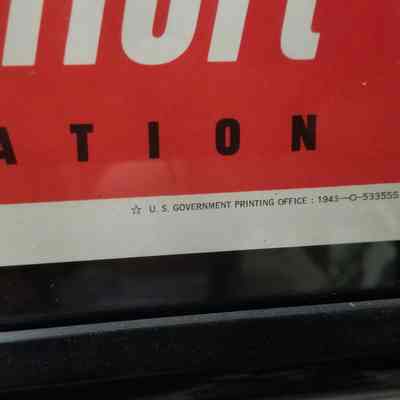 ATION
☆ U. S. GOVERNMENT PRINTING OFFICE : 1943—O-533555